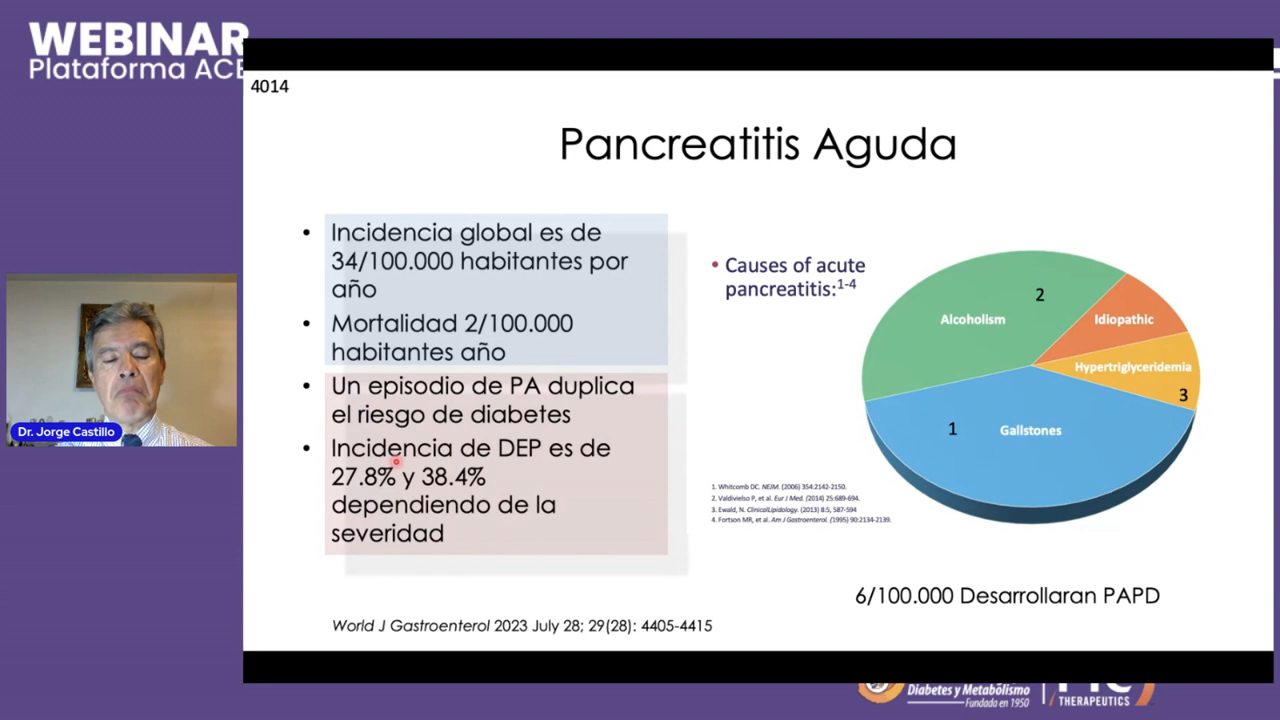 WEBINAR
Plataforma
4014
Pancreatitis Aguda
• Incidencia global es de
34/100.000 habitantes por
año
• Mortalidad 2/100.000
habitantes año
• Un episodio de PA duplica
el riesgo de diabetes
• Incidencia de DEP es de
27.8% y 38.4%
dependiendo de la
severidad
World J Gastroenterol 2023 July 28; 29(28): 4405-4415
• Causes of acute
pancreatitis:1-4
2
Alcoholism
Idiopathic
Hypertriglyceridemia
3
1
Gallstones
1. Whitcomb DC. NEJM. (2006) 354:2142-2150.
2. Valdivielso P, et al. Eur J Med. (2014) 25:689-694.
3. Ewald, N. ClinicalLipidology. (2013) 8:5, 587-594
4. Fortson MR, et al. Am J Gastroenterol. (1995) 90:2134-2139.
6/100.000 Desarrollaran PAPD
Dr. Jorge Castillo
Diabetes y Metabolismo
Fundada en 1950
THERAPEUTICS